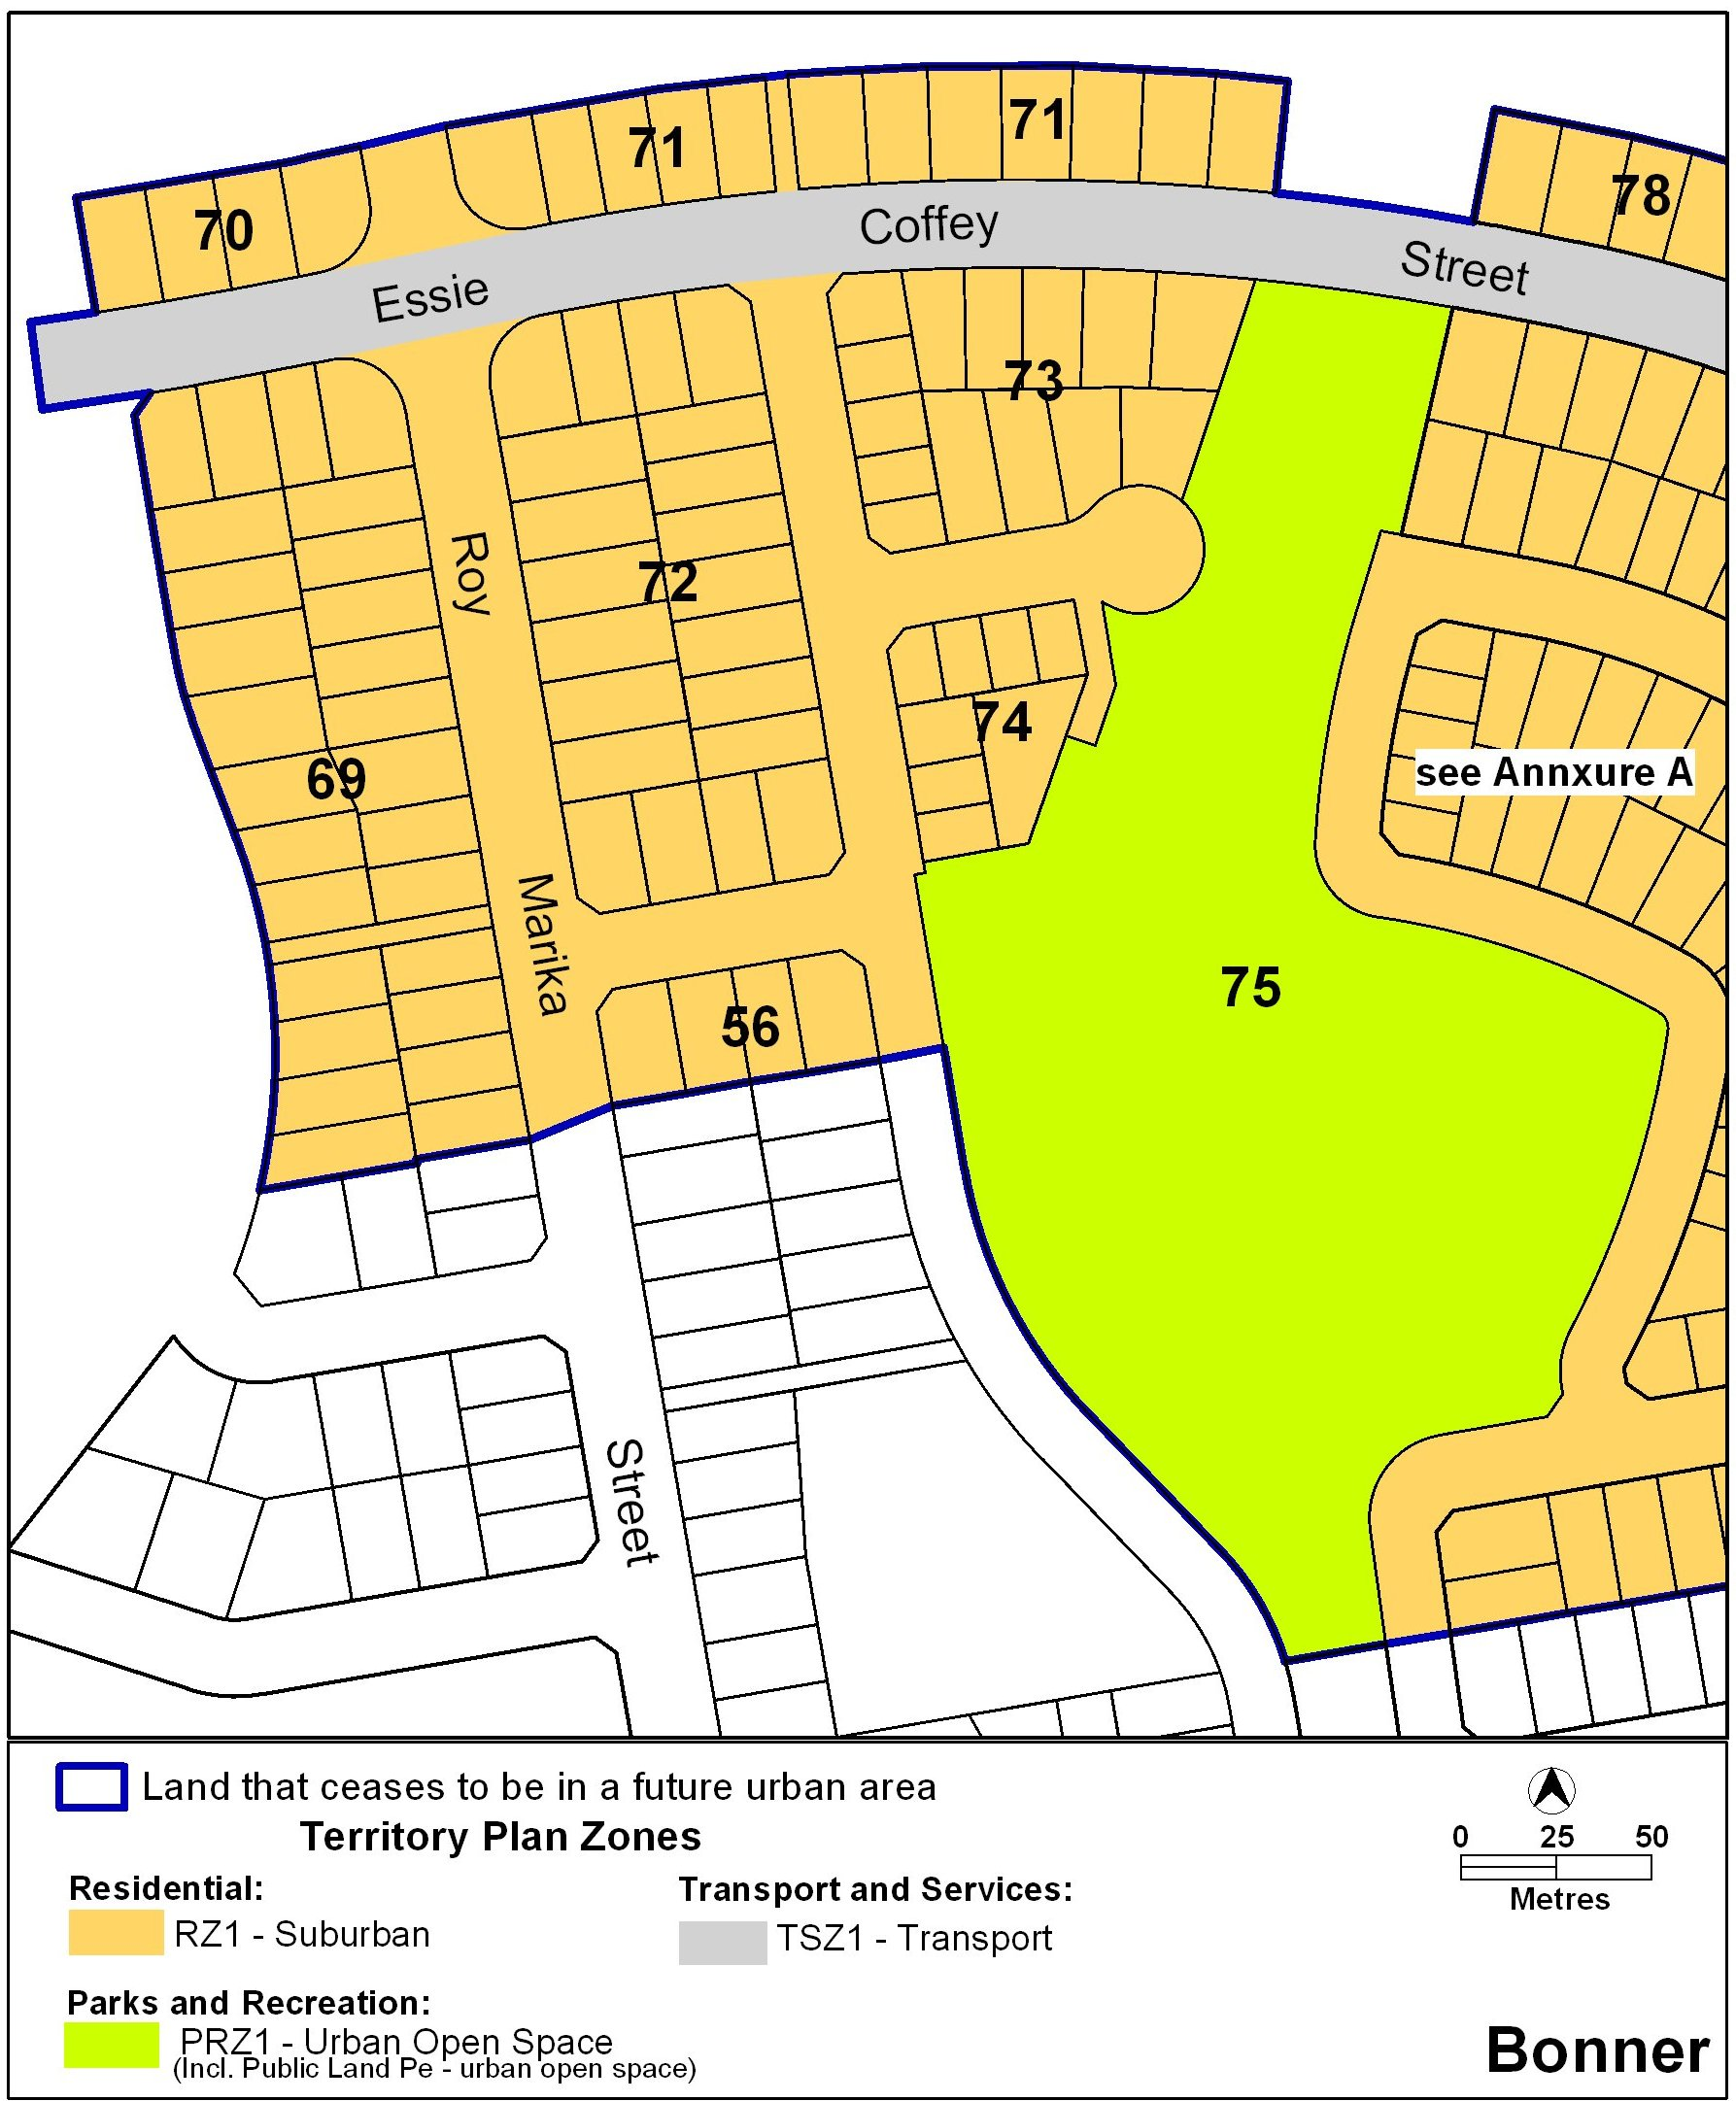 71
71
78
70
Coffey
Street
Essie
73
Roy
72
74
69
see Annxure A
Marika
75
56
Street
Land that ceases to be in a future urban area
Territory Plan Zones
0 25 50
Metres
Residential:
Transport and Services:
RZ1 - Suburban
TSZ1 - Transport
Parks and Recreation:
PRZ1 - Urban Open Space
(Incl. Public Land Pe - urban open space)
Bonner